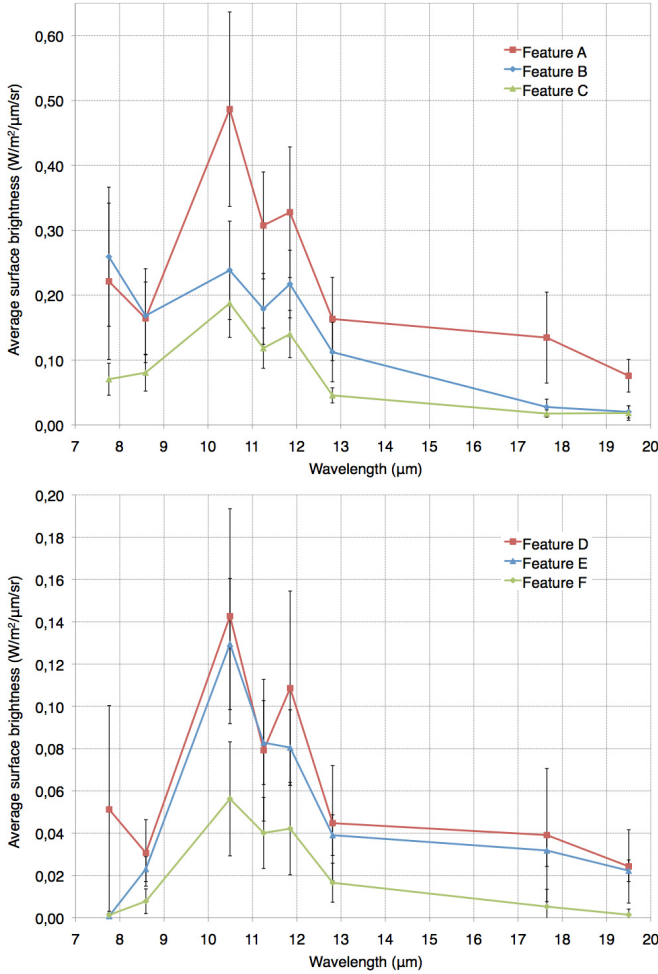 0,60
0,50
0,40
0,30
0,20
0,10
0,00
Average surface brightness (W/m²/µm/sr)
Feature A
Feature B
Feature C
7 8 9 10 11 12 13 14 15 16 17 18 19 20
Wavelength (µm)
0,20
0,18
0,16
0,14
0,12
0,10
0,08
0,06
0,04
0,02
0,00
Average surface brightness (W/m²/µm/sr)
Feature D
Feature E
Feature F
7 8 9 10 11 12 13 14 15 16 17 18 19 20
Wavelength (µm)